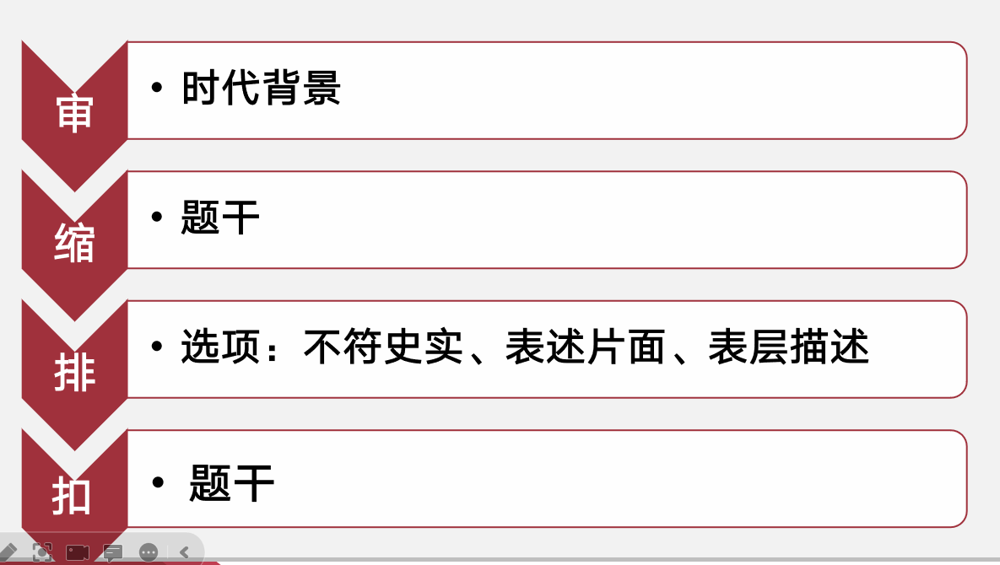 审
• 时代背景
缩
• 题干
排
• 选项：不符史实、表述片面、表层描述
扣
• 题干